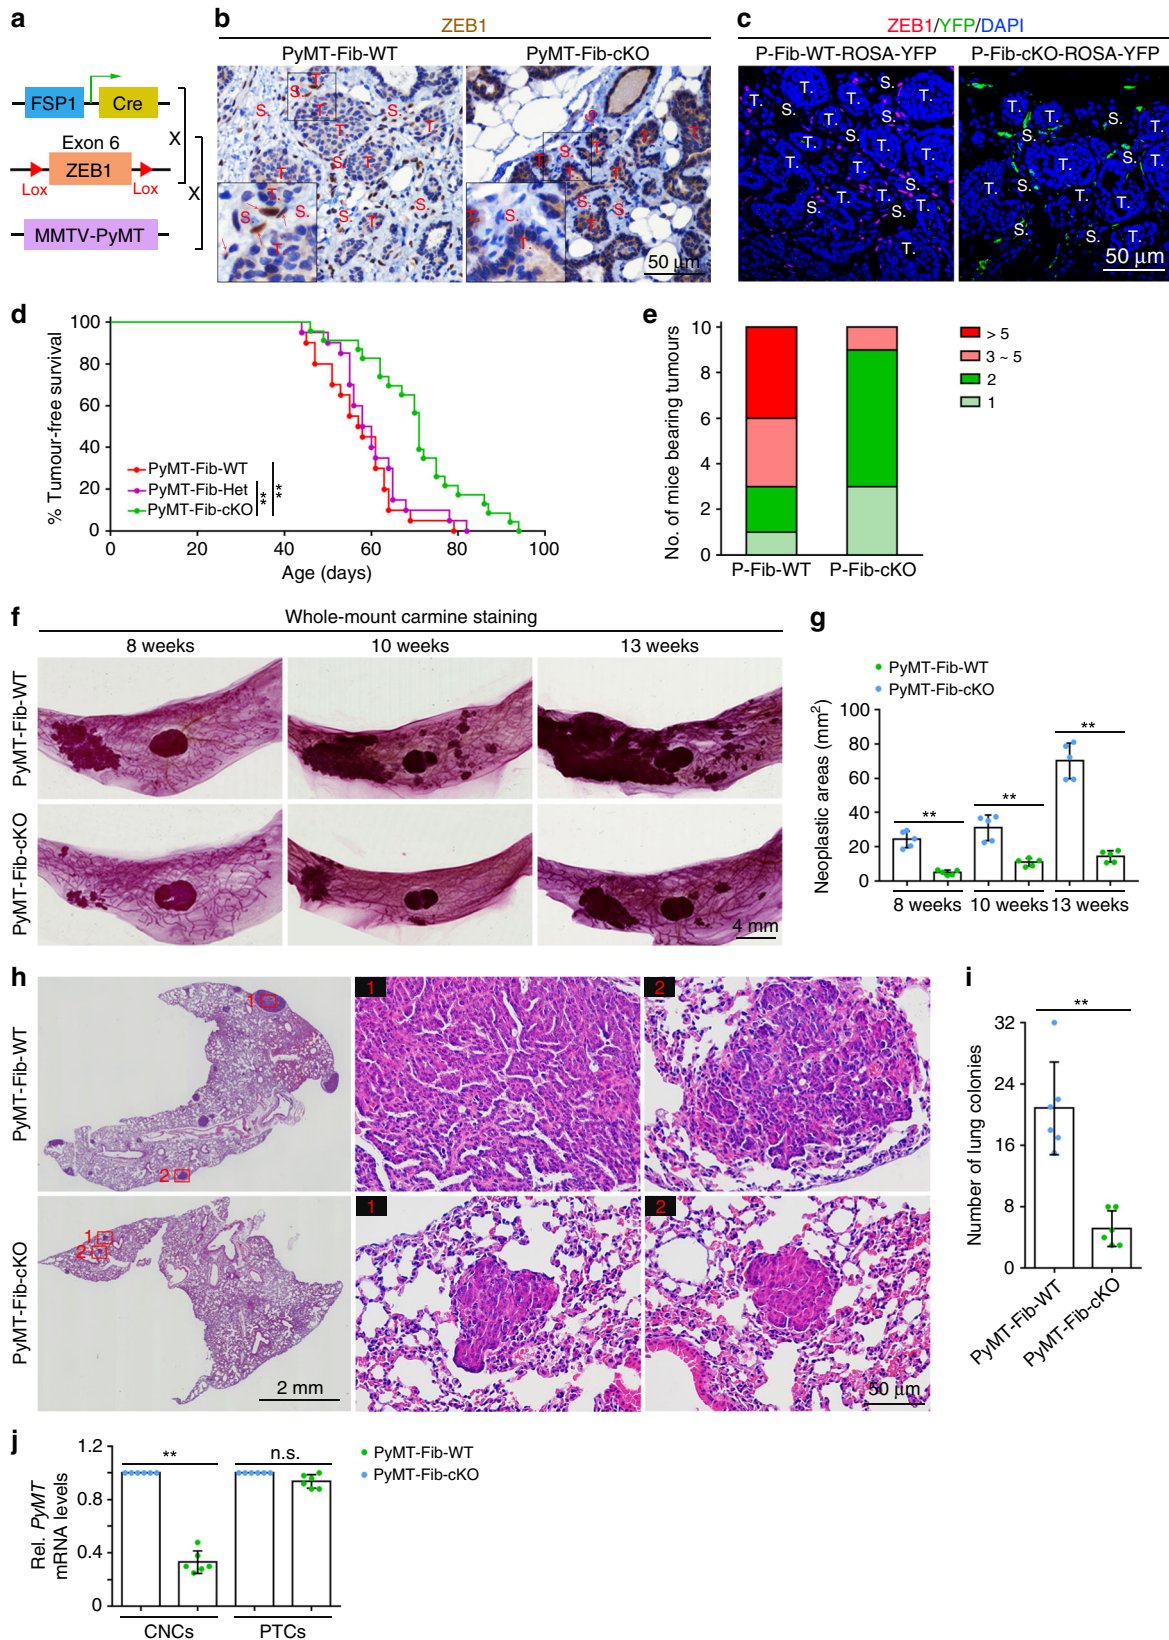 a
FSP1
Cre
Exon 6
ZEB1
Lox
Lox
MMTV-PyMT
X
X
b
ZEB1
PyMT-Fib-WT
PyMT-Fib-cKO
T.
S.
S.
T.
S.
T.
T.
S.
S.
T.
S.
T.
S.
T.
S.
S.
T.
T.
T.
S.
T.
S.
T.
50 μm
c
ZEB1/YFP/DAPI
P-Fib-WT-ROSA-YFP
P-Fib-cKO-ROSA-YFP
T.
S.
T.
S.
S.
T.
S.
T.
T.
S.
T.
T.
T.
S.
T.
S.
S.
T.
T.
T.
S.
T.
S.
T.
T.
T.
S.
S.
T.
50 μm
d
% Tumour-free survival
100
80
60
40
20
0
PyMT-Fib-WT
PyMT-Fib-Het
PyMT-Fib-cKO
**
**
0
20
40
60
80
100
Age (days)
e
No. of mice bearing tumours
10
8
6
4
2
0
P-Fib-WT
P-Fib-cKO
> 5
3 ~ 5
2
1
f
Whole-mount carmine staining
8 weeks
10 weeks
13 weeks
PyMT-Fib-WT
PyMT-Fib-cKO
4 mm
g
PyMT-Fib-WT
PyMT-Fib-cKO
Neoplastic areas (mm²)
100
80
60
40
20
0
**
**
**
8 weeks
10 weeks
13 weeks
h
PyMT-Fib-WT
1
2
1
2
PyMT-Fib-cKO
1
2
1
2
2 mm
50 μm
i
**
Number of lung colonies
32
24
16
8
0
PyMT-Fib-WT
PyMT-Fib-cKO
j
Rel. PyMT
mRNA levels
1.2
0.8
0.4
0
**
n.s.
CNCs
PTCs
PyMT-Fib-WT
PyMT-Fib-cKO